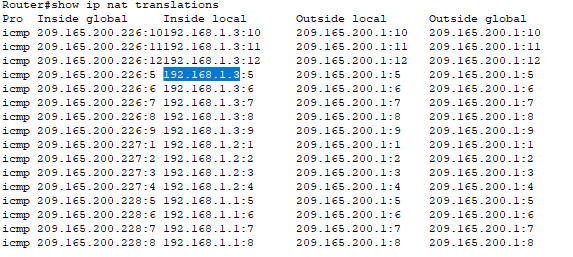 Router#show ip nat translations
Pro  Inside global     Inside local       Outside local      Outside global
icmp 209.165.200.226:10192.168.1.3:10     209.165.200.1:10   209.165.200.1:10
icmp 209.165.200.226:11192.168.1.3:11     209.165.200.1:11   209.165.200.1:11
icmp 209.165.200.226:12192.168.1.3:12     209.165.200.1:12   209.165.200.1:12
icmp 209.165.200.226:5 192.168.1.3:5      209.165.200.1:5    209.165.200.1:5
icmp 209.165.200.226:6 192.168.1.3:6      209.165.200.1:6    209.165.200.1:6
icmp 209.165.200.226:7 192.168.1.3:7      209.165.200.1:7    209.165.200.1:7
icmp 209.165.200.226:8 192.168.1.3:8      209.165.200.1:8    209.165.200.1:8
icmp 209.165.200.226:9 192.168.1.3:9      209.165.200.1:9    209.165.200.1:9
icmp 209.165.200.227:1 192.168.1.2:1      209.165.200.1:1    209.165.200.1:1
icmp 209.165.200.227:2 192.168.1.2:2      209.165.200.1:2    209.165.200.1:2
icmp 209.165.200.227:3 192.168.1.2:3      209.165.200.1:3    209.165.200.1:3
icmp 209.165.200.227:4 192.168.1.2:4      209.165.200.1:4    209.165.200.1:4
icmp 209.165.200.228:5 192.168.1.1:5      209.165.200.1:5    209.165.200.1:5
icmp 209.165.200.228:6 192.168.1.1:6      209.165.200.1:6    209.165.200.1:6
icmp 209.165.200.228:7 192.168.1.1:7      209.165.200.1:7    209.165.200.1:7
icmp 209.165.200.228:8 192.168.1.1:8      209.165.200.1:8    209.165.200.1:8